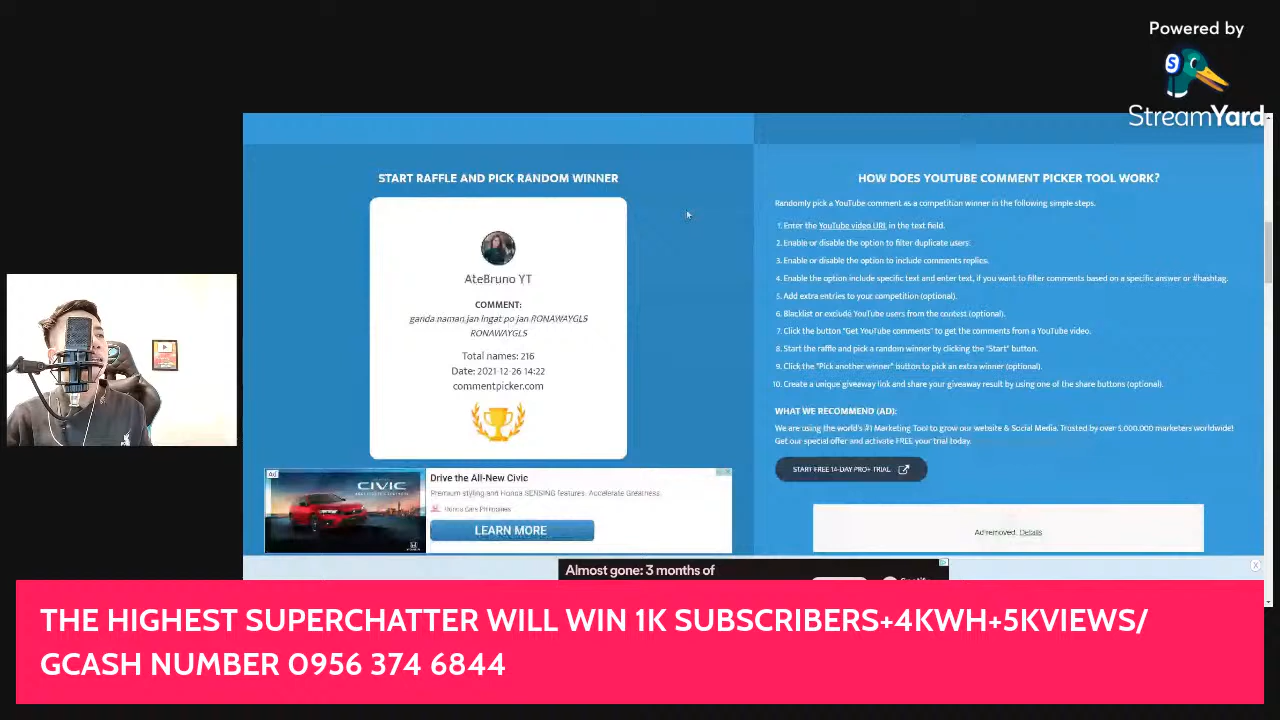 Powered by
StreamYard
START RAFFLE AND PICK RANDOM WINNER
AteBruno YT
COMMENT:
ganda naman jan ingat po jan RONAWAYGLS
RONAWAYGLS
Total names: 216
Date: 2021-12-26 14:22
commentpicker.com
Ad
CIVIC
Drive the All-New Civic
Premium styling and Honda SENSING features. Accelerate Greatness.
Honda Cars Philippines
LEARN MORE
HOW DOES YOUTUBE COMMENT PICKER TOOL WORK?
Randomly pick a YouTube comment as a competition winner in the following simple steps.
1. Enter the YouTube video URL in the text field.
2. Enable or disable the option to filter duplicate users.
3. Enable or disable the option to include comments replies.
4. Enable the option include specific text and enter text, if you want to filter comments based on a specific answer or #hashtag.
5. Add extra entries to your competition (optional).
6. Blacklist or exclude YouTube users from the contest (optional).
7. Click the button "Get YouTube comments" to get the comments from a YouTube video.
8. Start the raffle and pick a random winner by clicking the "Start" button.
9. Click the "Pick another winner" button to pick an extra winner (optional).
10. Create a unique giveaway link and share your giveaway result by using one of the share buttons (optional).
WHAT WE RECOMMEND (AD):
We are using the world's #1 Marketing Tool to grow our website & Social Media. Trusted by over 5.000.000 marketers worldwide!
Get our special offer and activate FREE your trial today.
START FREE 14-DAY PRO+ TRIAL
Ad removed. Details
Almost gone: 3 months of
THE HIGHEST SUPERCHATTER WILL WIN 1K SUBSCRIBERS+4KWH+5KVIEWS/
GCASH NUMBER 0956 374 6844